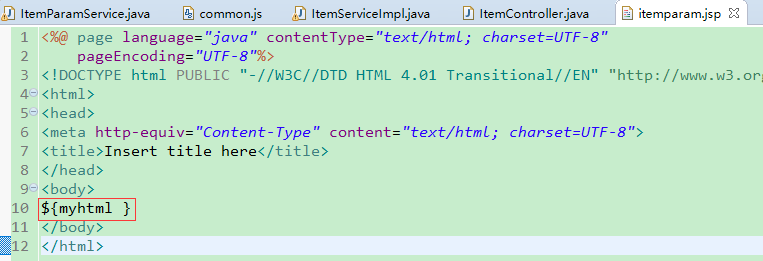 ItemParamService.java common.js ItemServiceImpl.java ItemController.java itemparam.jsp
1 <%@ page language="java" contentType="text/html; charset=UTF-8"
2 pageEncoding="UTF-8"%>
3 <!DOCTYPE html PUBLIC "-//W3C//DTD HTML 4.01 Transitional//EN" "http://www.w3.org
4 <html>
5 <head>
6 <meta http-equiv="Content-Type" content="text/html; charset=UTF-8">
7 <title>Insert title here</title>
8 </head>
9 <body>
10 ${myhtml }
11 </body>
12 </html>